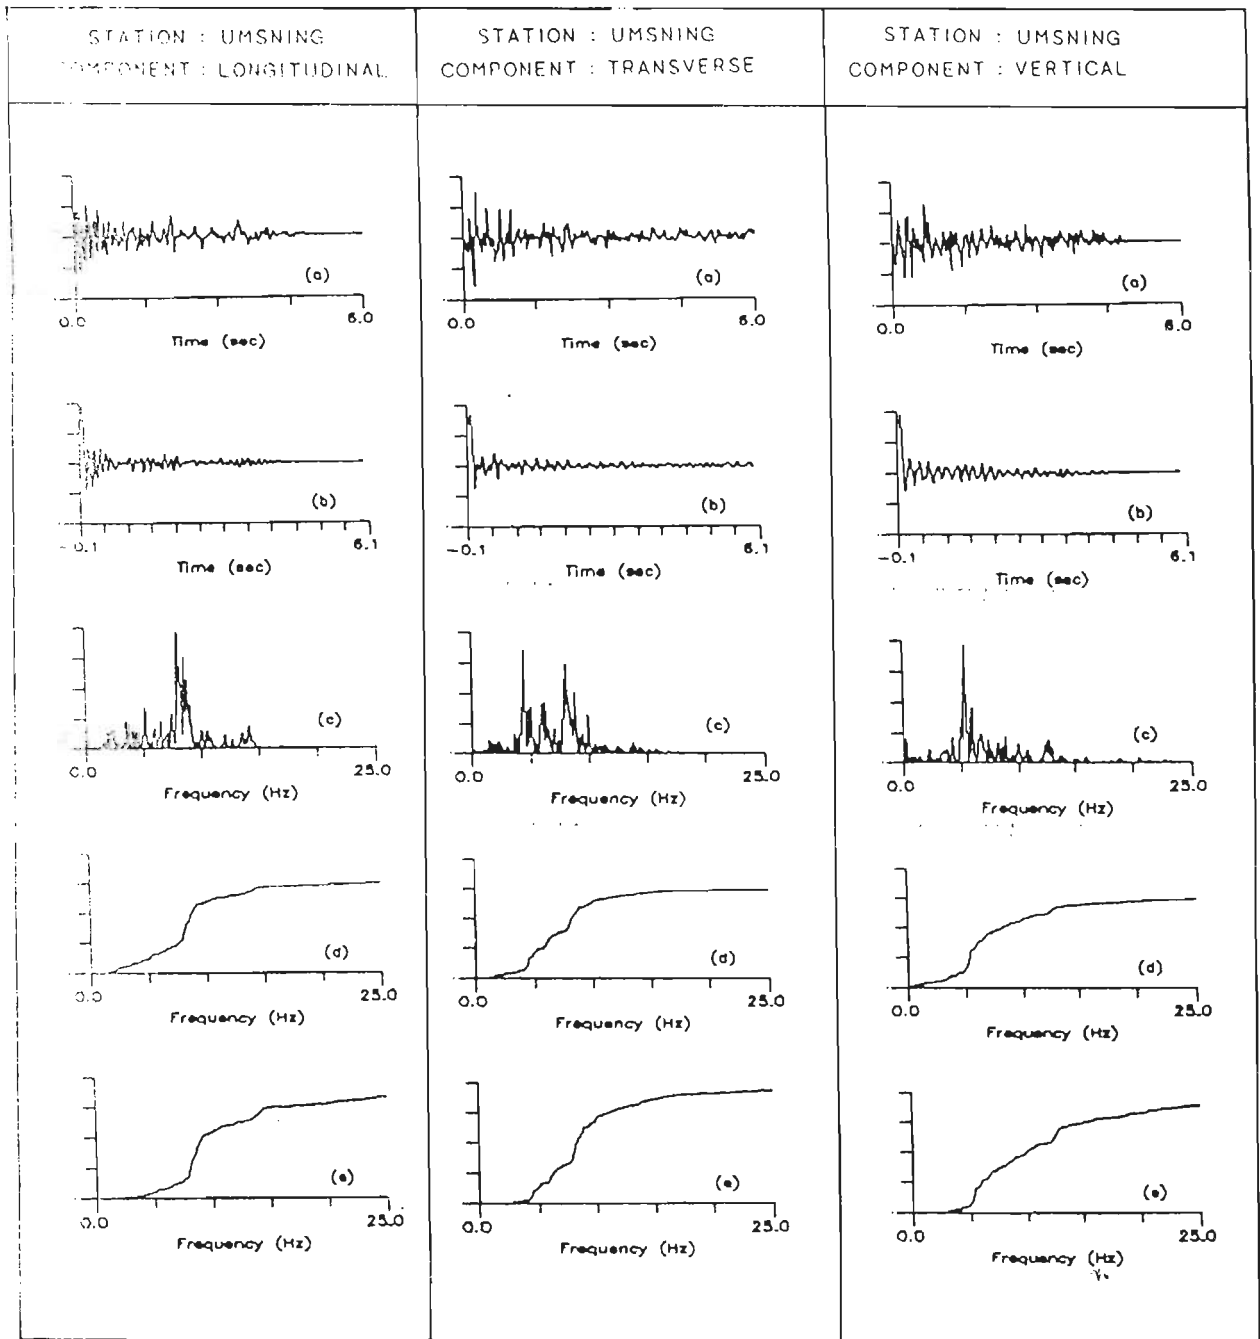 STATION : UMSNING
COMPONENT : LONGITUDINAL
(a)
0.0 6.0
Time (sec)
(b)
-0.1 6.1
Time (sec)
(c)
0.0 25.0
Frequency (Hz)
(d)
0.0 25.0
Frequency (Hz)
(e)
0.0 25.0
Frequency (Hz)
STATION : UMSNING
COMPONENT : TRANSVERSE
(a)
0.0 6.0
Time (sec)
(b)
-0.1 6.1
Time (sec)
(c)
0.0 25.0
Frequency (Hz)
(d)
0.0 25.0
Frequency (Hz)
(e)
0.0 25.0
Frequency (Hz)
STATION : UMSNING
COMPONENT : VERTICAL
(a)
0.0 6.0
Time (sec)
(b)
-0.1 6.1
Time (sec)
(c)
0.0 25.0
Frequency (Hz)
(d)
0.0 25.0
Frequency (Hz)
(e)
0.0 25.0
Frequency (Hz)